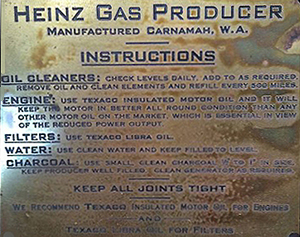 HEINZ GAS PRODUCER
MANUFACTURED CARNAMAH, W.A.
INSTRUCTIONS
OIL CLEANERS: CHECK LEVELS DAILY, ADD TO AS REQUIRED,
REMOVE OIL AND CLEAN ELEMENTS AND REFILL EVERY 500 MILES.
ENGINE: USE TEXACO INSULATED MOTOR OIL AND IT WILL
KEEP THE MOTOR IN BETTER ALL ROUND CONDITION THAN ANY
OTHER MOTOR OIL ON THE MARKET, WHICH IS ESSENTIAL IN VIEW
OF THE REDUCED POWER OUTPUT.
FILTERS: USE TEXACO LIBRA OIL.
WATER: USE CLEAN WATER AND KEEP FILLED TO LEVEL.
CHARCOAL: USE SMALL, CLEAN CHARCOAL TO 1" IN SIZE,
KEEP PRODUCER WELL FILLED & CLEAN GENERATOR AS REQUIRED.
KEEP ALL JOINTS TIGHT
WE RECOMMEND TEXACO INSULATED MOTOR OIL FOR ENGINES
— AND —
TEXACO LIBRA OIL FOR FILTERS